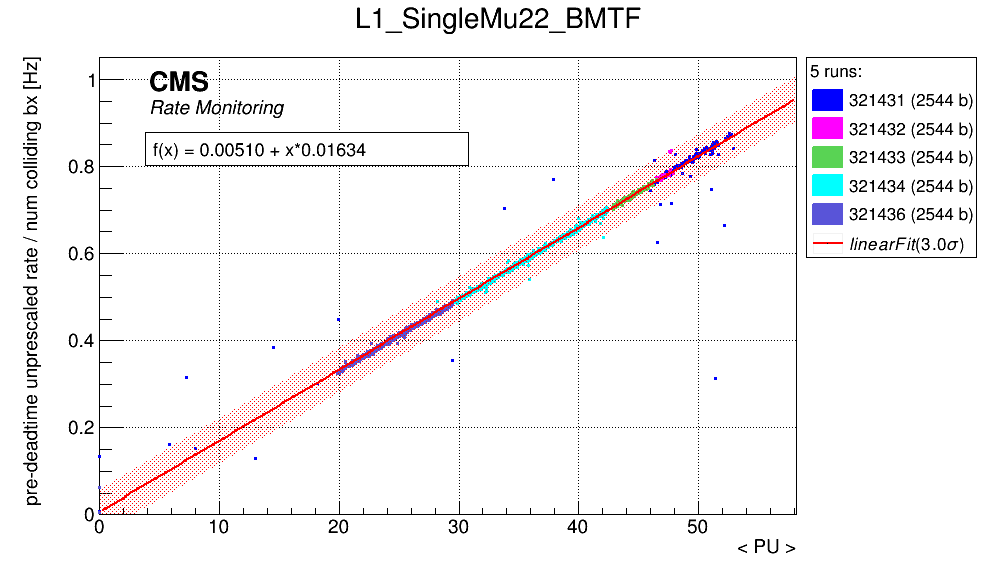 L1_SingleMu22_BMTF
pre-deadtime unprescaled rate / num colliding bx [Hz]
CMS
Rate Monitoring
f(x) = 0.00510 + x*0.01634
1
0.8
0.6
0.4
0.2
0
0
10
20
30
40
50
< PU >
5 runs:
321431 (2544 b)
321432 (2544 b)
321433 (2544 b)
321434 (2544 b)
321436 (2544 b)
linearFit(3.0σ)